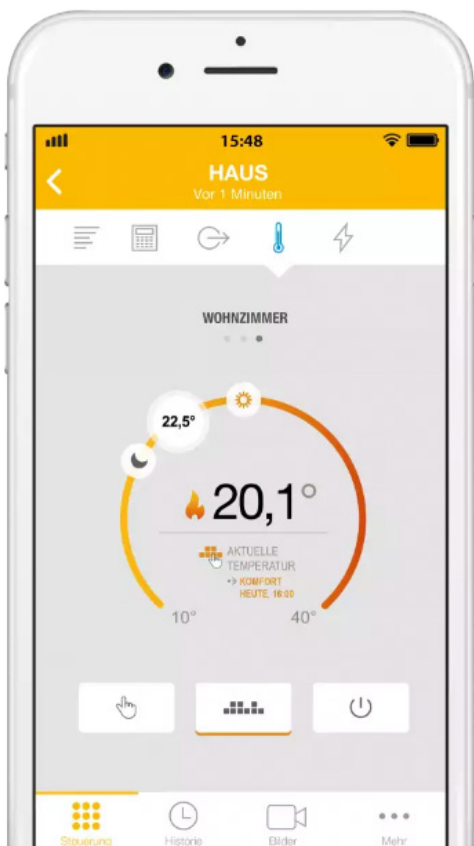 15:48
HAUS
Vor 1 Minuten
WOHNZIMMER
22,5°
20,1°
AKTUELLE
TEMPERATUR
-> KOMFORT
HEUTE, 16:00
10°
40°
Steuerung
Historie
Bilder
Mehr